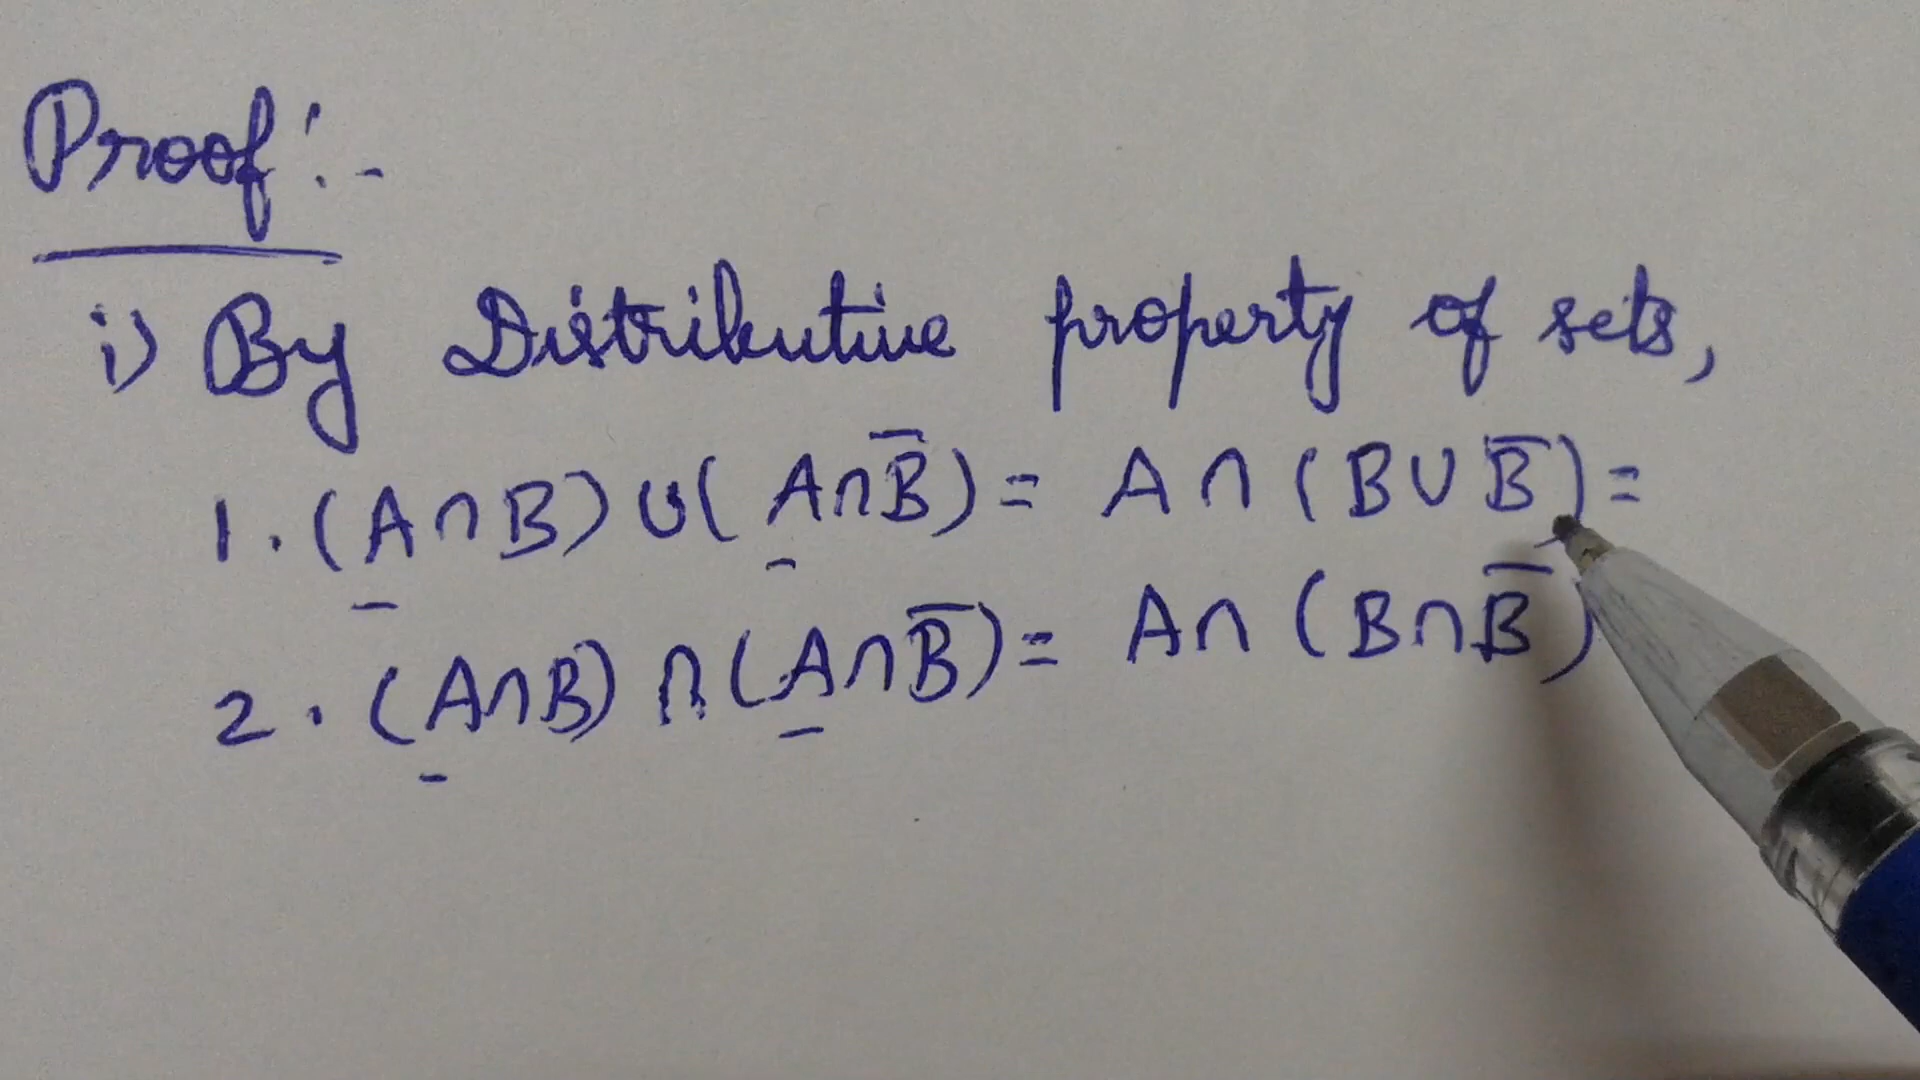 Proof:-
i) By Distributive property of sets,
1. (A∩B) ∪ (A∩B̅) = A ∩ (B∪B̅) =
2. (A∩B) ∩ (A∩B̅) = A∩ (B∩B̅)